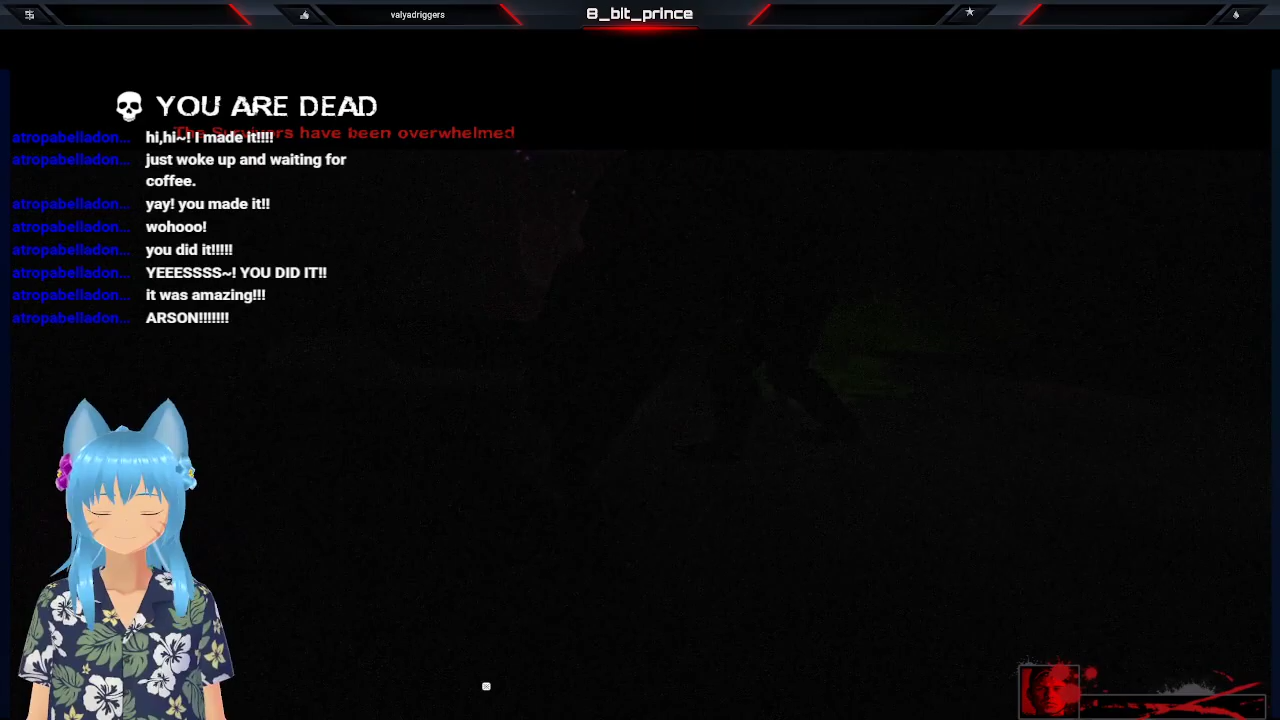 valyadriggers
8_bit_prince
YOU ARE DEAD
The Survivors have been overwhelmed
atropabelladon... hi,hi~! I made it!!!!
atropabelladon... just woke up and waiting for
coffee.
atropabelladon... yay! you made it!!
atropabelladon... wohooo!
atropabelladon... you did it!!!!!
atropabelladon... YEEESSSS~! YOU DID IT!!
atropabelladon... it was amazing!!!
atropabelladon... ARSON!!!!!!!